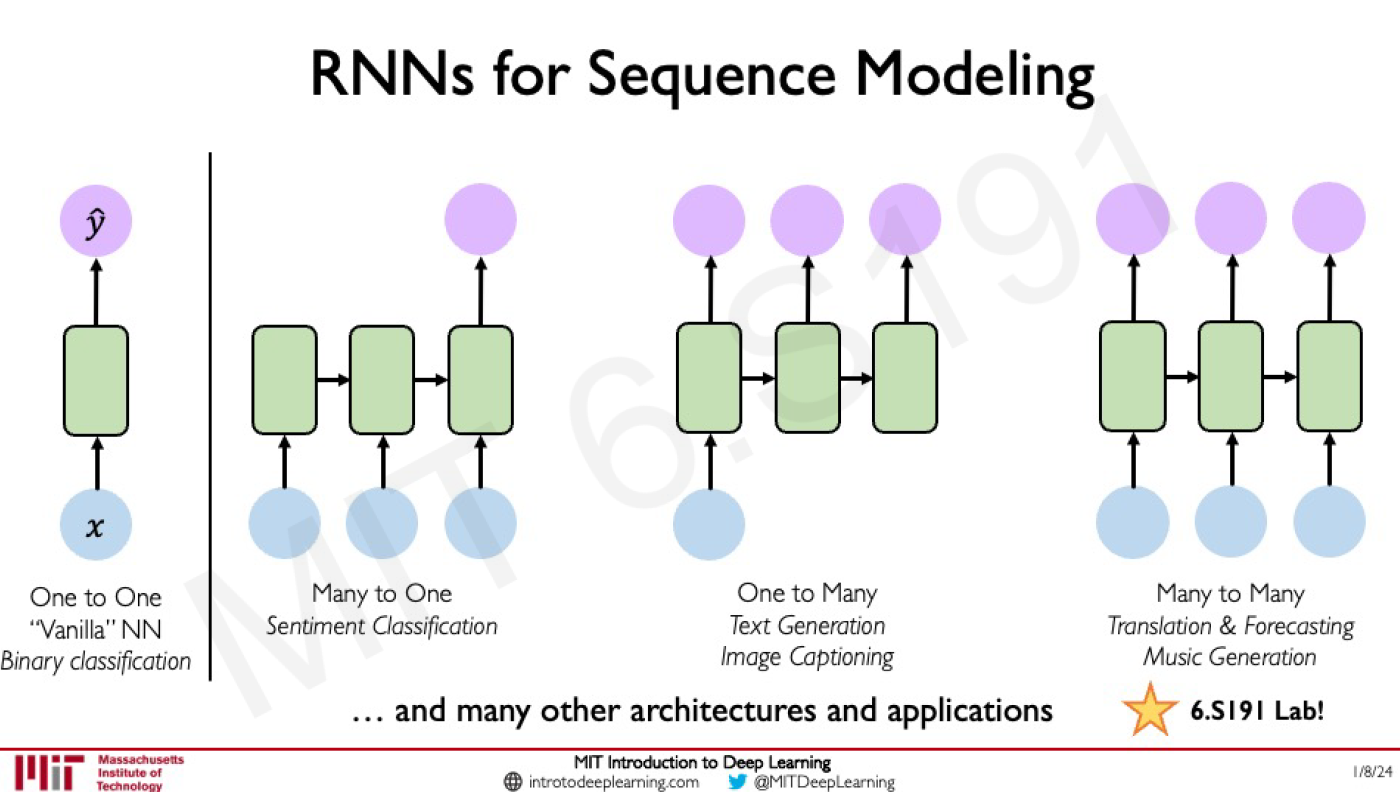 RNNs for Sequence Modeling
ŷ
x
One to One
“Vanilla” NN
Binary classification
Many to One
Sentiment Classification
One to Many
Text Generation
Image Captioning
Many to Many
Translation & Forecasting
Music Generation
… and many other architectures and applications
6.S191 Lab!
MIT 6.S191
Massachusetts
Institute of
Technology
MIT Introduction to Deep Learning
introtodeeplearning.com @MITDeepLearning
1/8/24